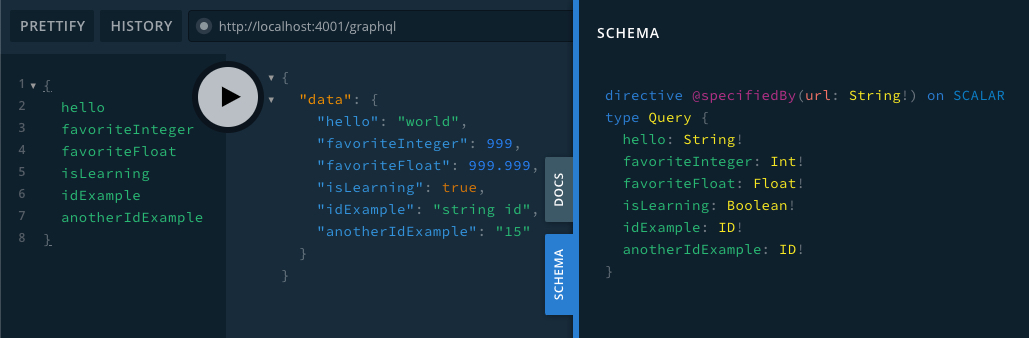 PRETTIFY
HISTORY
http://localhost:4001/graphql
1 {
2 hello
3 favoriteInteger
4 favoriteFloat
5 isLearning
6 idExample
7 anotherIdExample
8 }
{
"data": {
"hello": "world",
"favoriteInteger": 999,
"favoriteFloat": 999.999,
"isLearning": true,
"idExample": "string id",
"anotherIdExample": "15"
}
}
DOCS
SCHEMA
SCHEMA
directive @specifiedBy(url: String!) on SCALAR
type Query {
hello: String!
favoriteInteger: Int!
favoriteFloat: Float!
isLearning: Boolean!
idExample: ID!
anotherIdExample: ID!
}